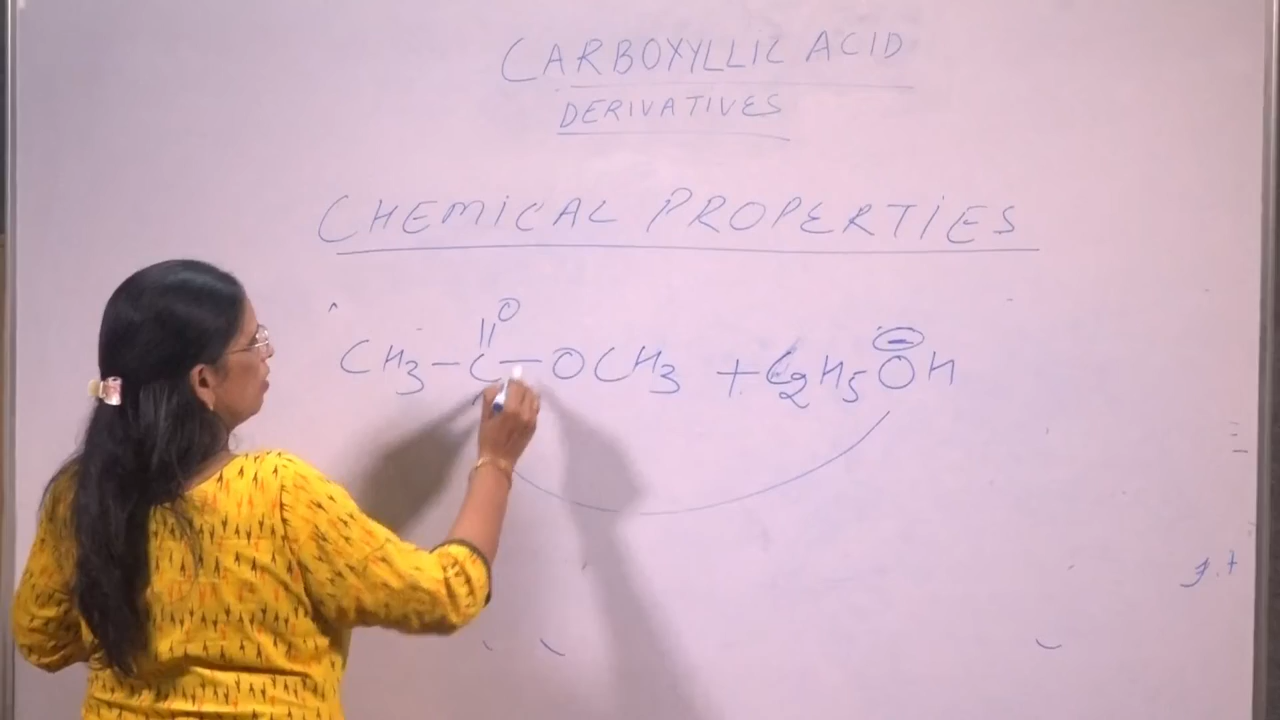 CARBOXYLLIC ACID
DERIVATIVES
CHEMICAL PROPERTIES
O
||
CH3-C-OCH3 + C2H5OH